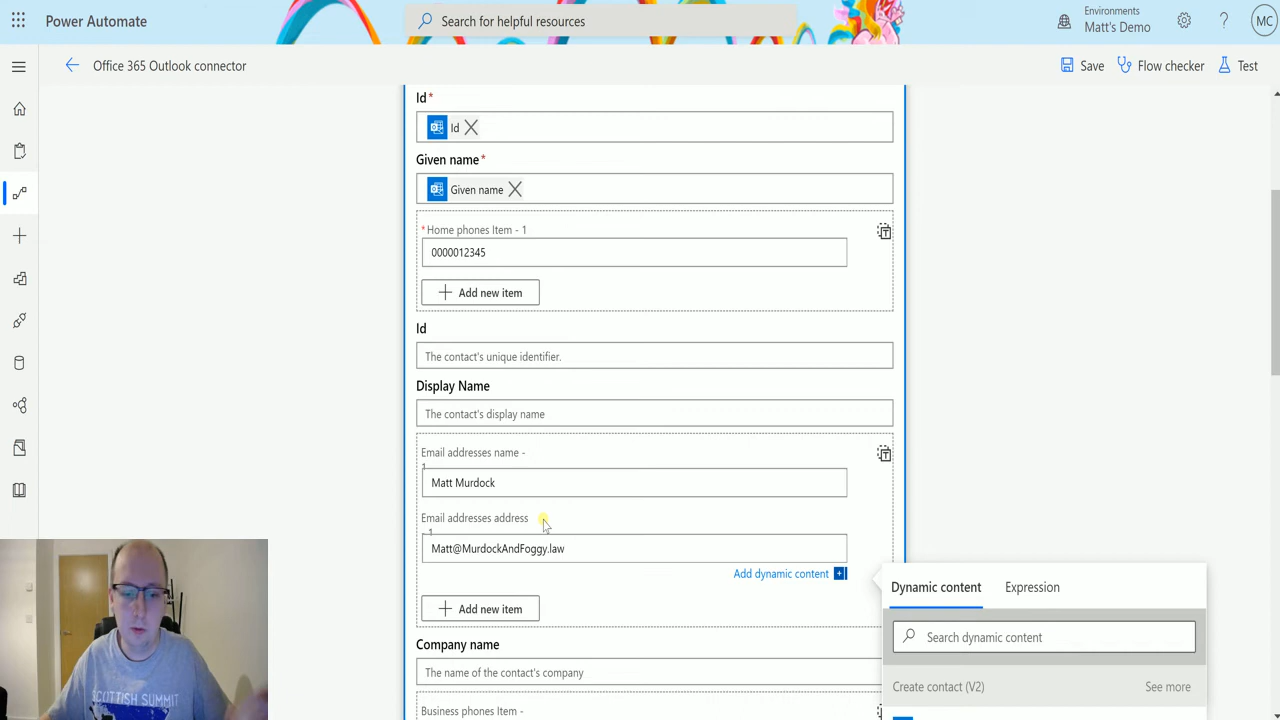 Power Automate
Search for helpful resources
Environments
Matt's Demo
MC
Office 365 Outlook connector
Save
Flow checker
Test
Id*
Id
Given name*
Given name
*Home phones Item - 1
0000012345
Add new item
Id
The contact's unique identifier.
Display Name
The contact's display name
Email addresses name -
1
Matt Murdock
Email addresses address
- 1
Matt@MurdockAndFoggy.law
Add dynamic content
Add new item
Company name
The name of the contact's company
Business phones Item -
Dynamic content
Expression
Search dynamic content
Create contact (V2)
See more
SCOTTISH SUMMIT